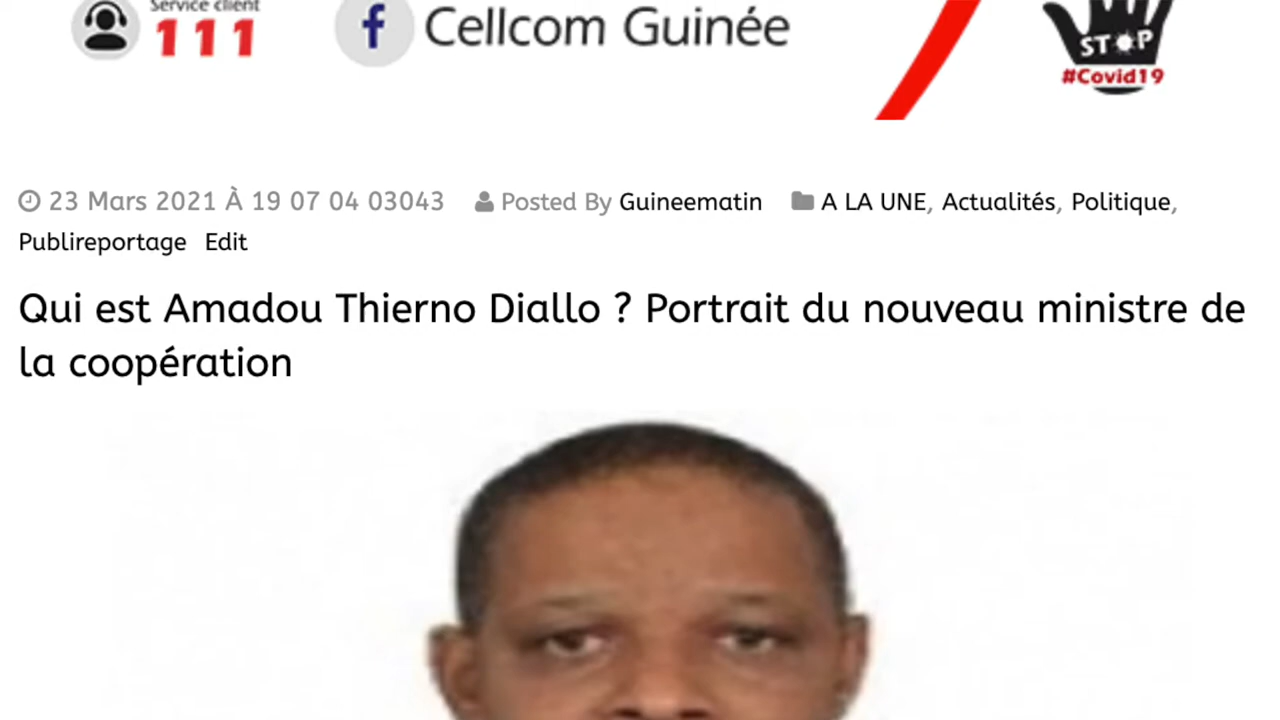 Service client
111
f Cellcom Guinée
STOP
#Covid19
23 Mars 2021 À 19 07 04 03043 Posted By Guineematin A LA UNE, Actualités, Politique,
Publireportage Edit
Qui est Amadou Thierno Diallo ? Portrait du nouveau ministre de
la coopération